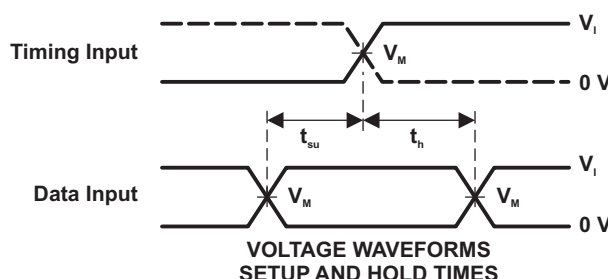 V_I
Timing Input
V_M
0 V
t_su
t_h
V_I
Data Input
V_M
V_M
0 V
VOLTAGE WAVEFORMS
SETUP AND HOLD TIMES